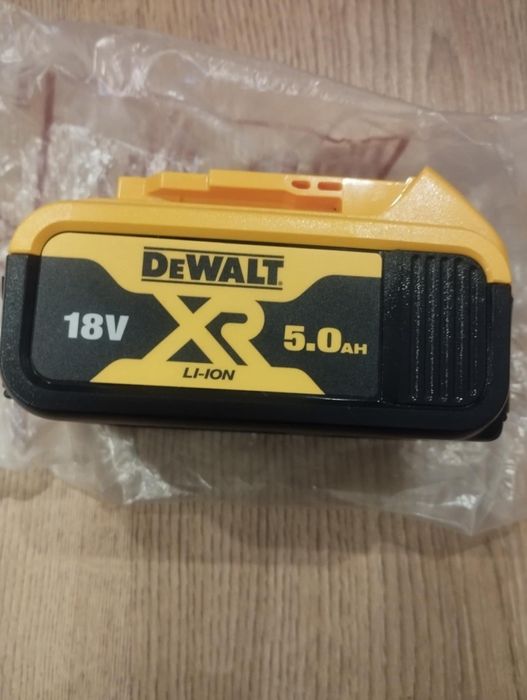 DEWALT
18V XR 5.0AH
LI-ION